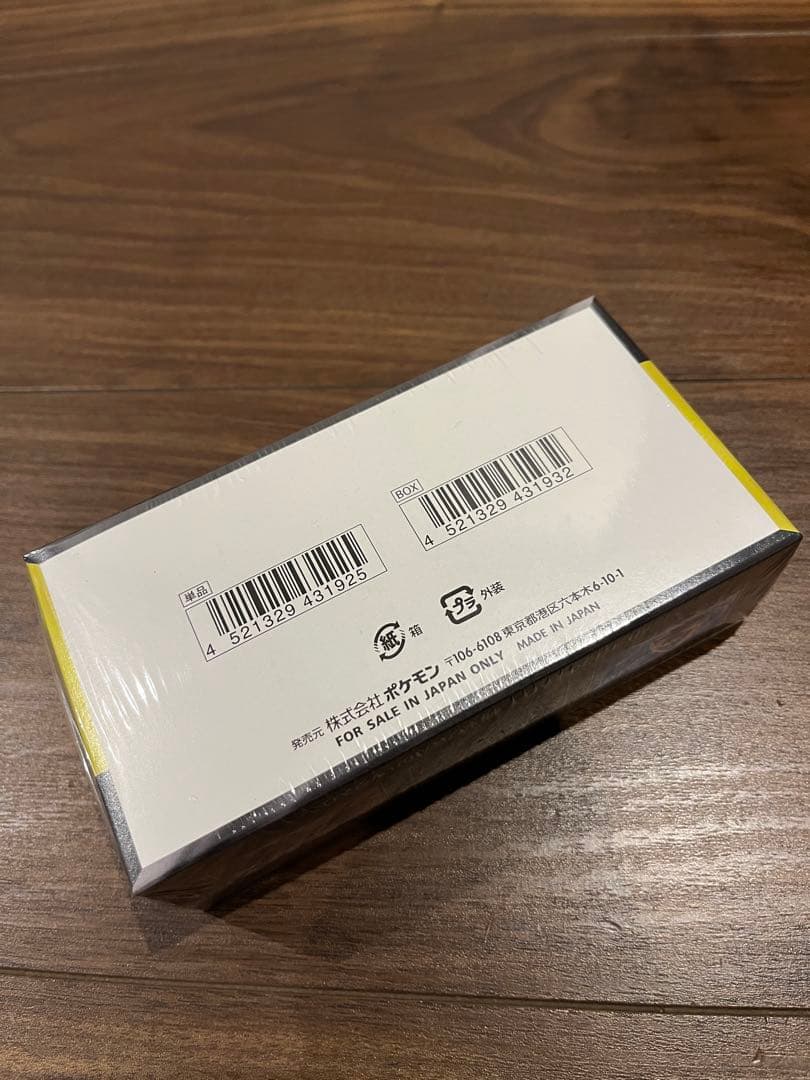 単品
4 521329 431925
BOX
4 521329 431932
紙 箱
プラ 外装
発売元 株式会社 ポケモン 〒106-6108 東京都港区六本木6-10-1
FOR SALE IN JAPAN ONLY MADE IN JAPAN